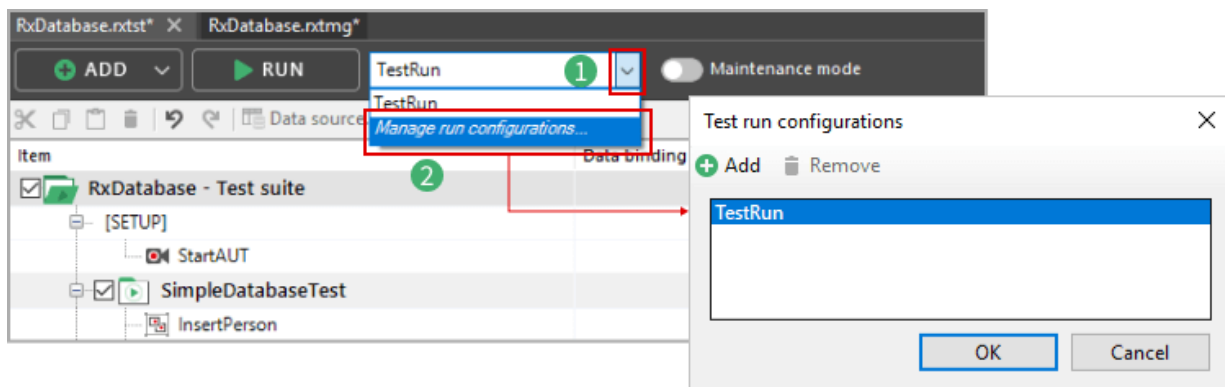 RxDatabase.rxtst* RxDatabase.rxtmg*
ADD RUN TestRun 1 Maintenance mode
TestRun
Data source
Manage run configurations...
Item Data binding
2
RxDatabase - Test suite
[SETUP]
StartAUT
SimpleDatabaseTest
InsertPerson
Test run configurations
Add Remove
TestRun
OK Cancel